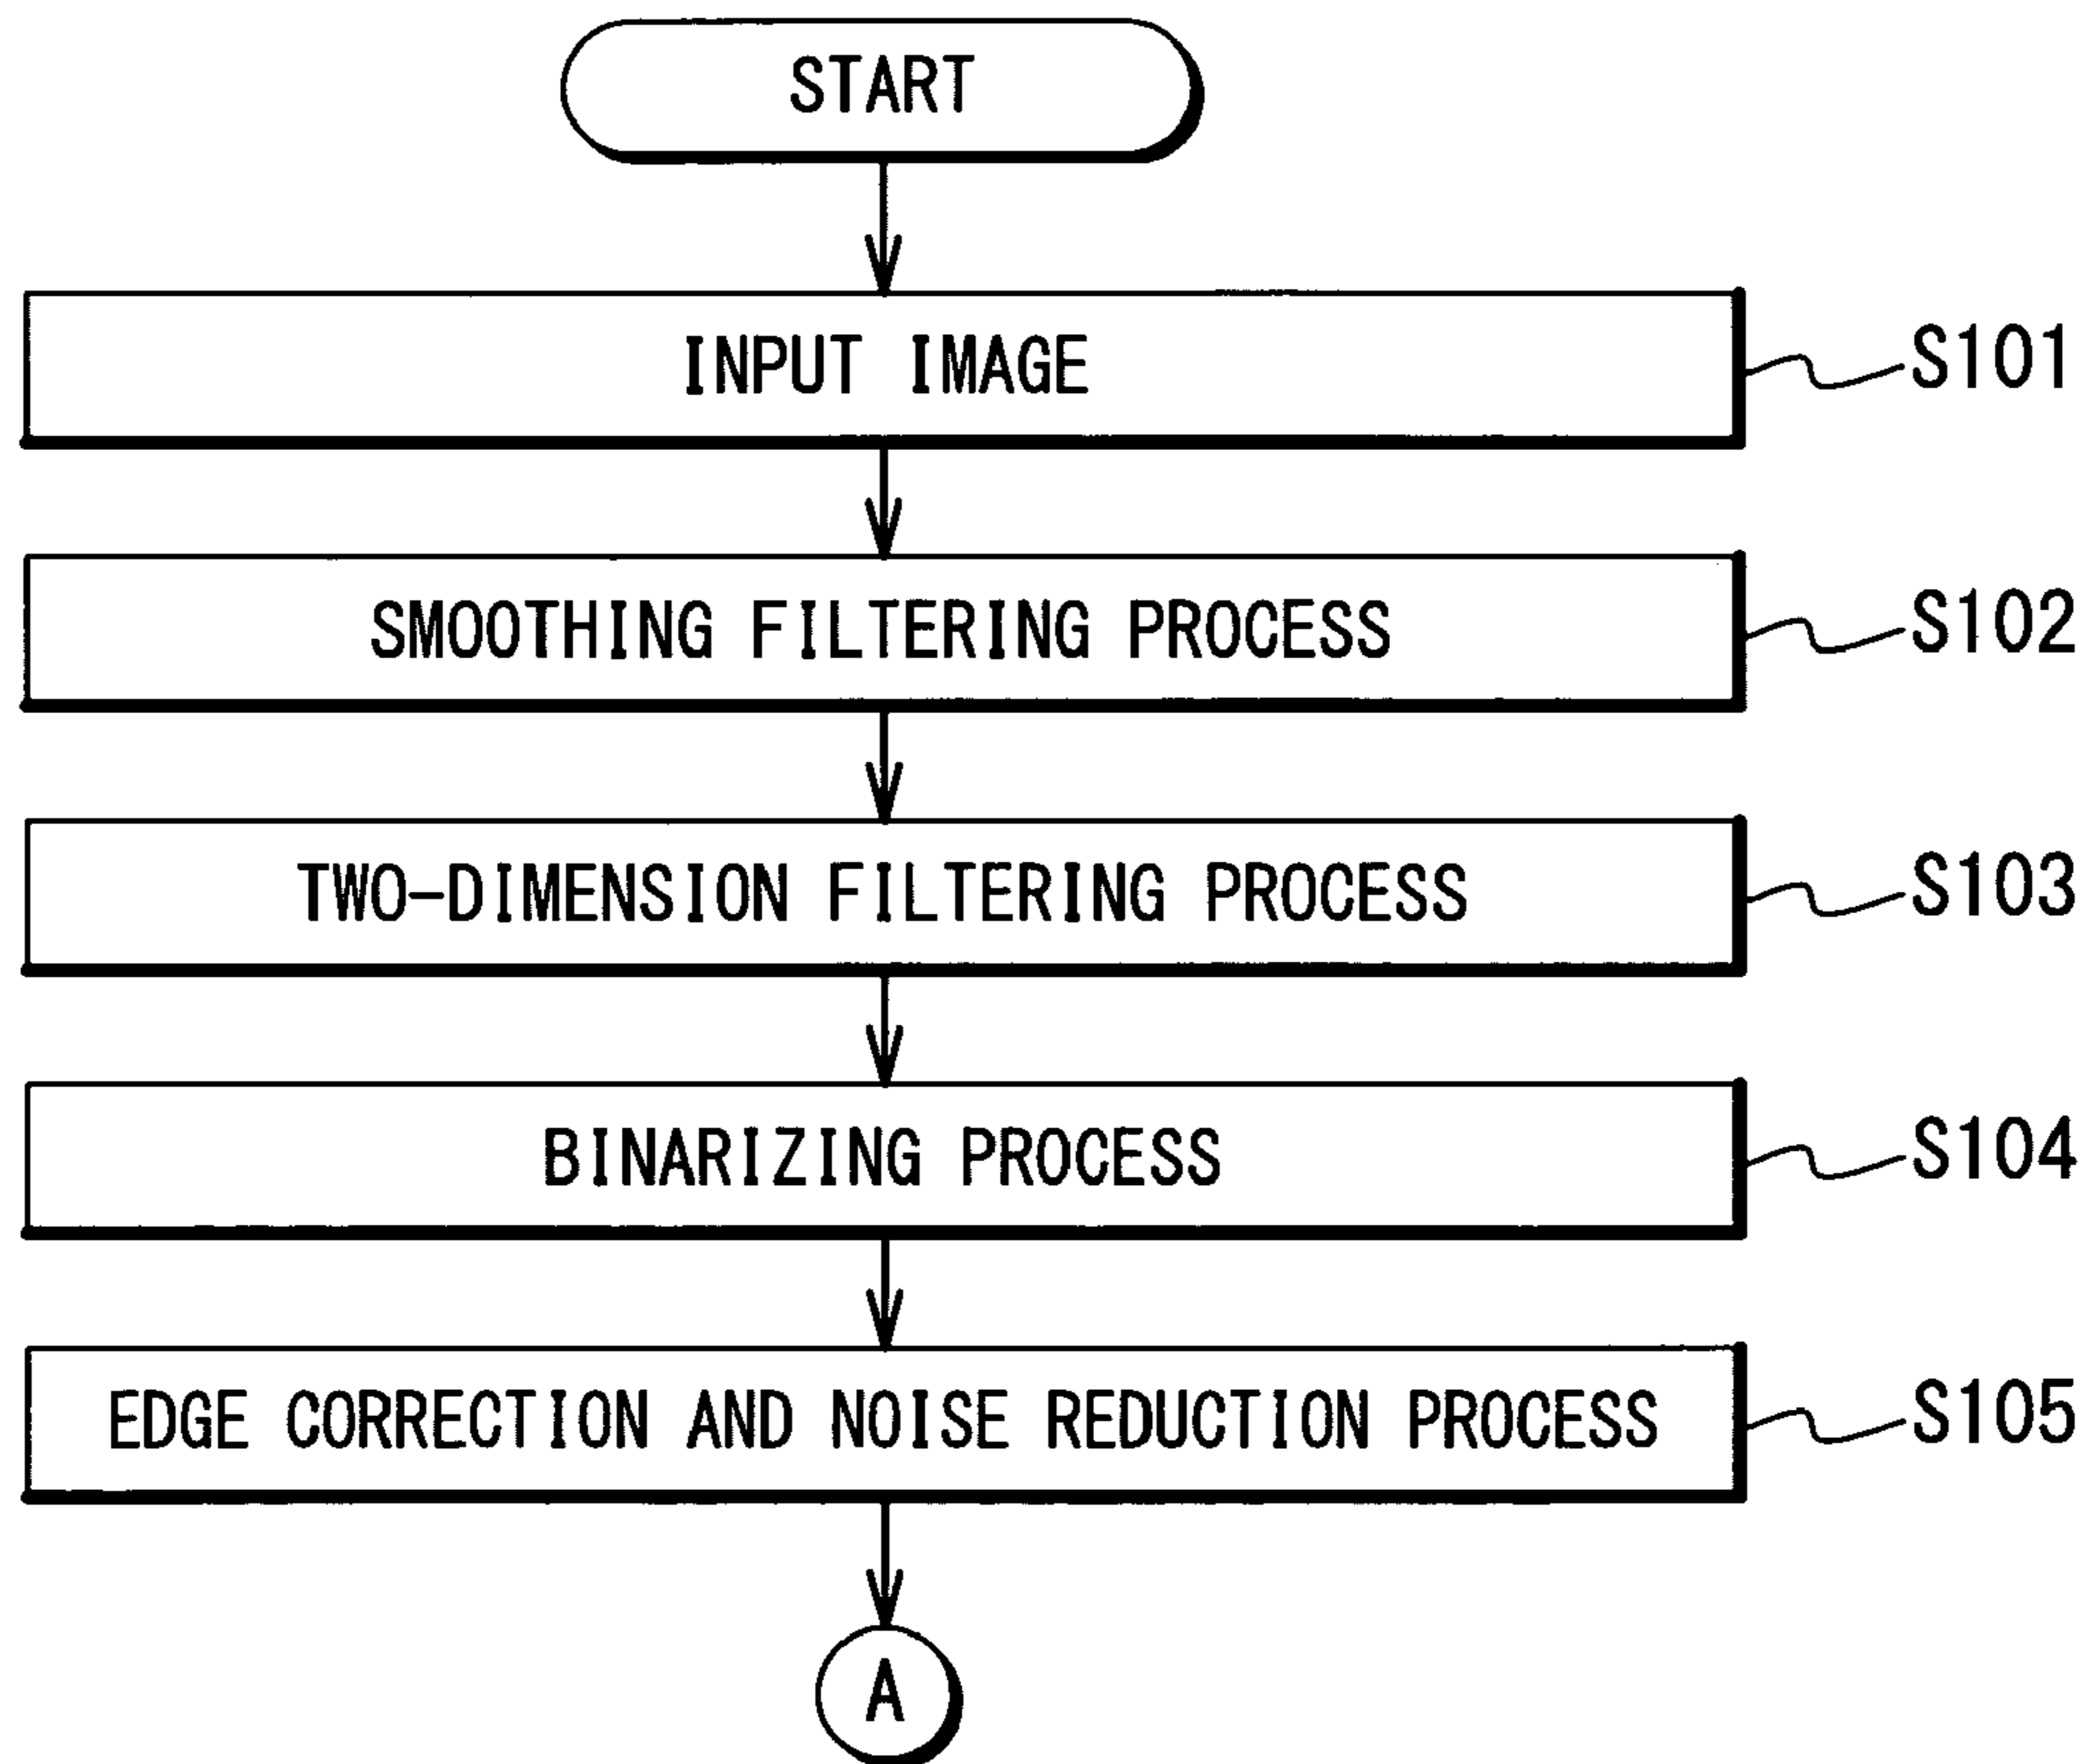 START
INPUT IMAGE
S101
SMOOTHING FILTERING PROCESS
S102
TWO-DIMENSION FILTERING PROCESS
S103
BINARIZING PROCESS
S104
EDGE CORRECTION AND NOISE REDUCTION PROCESS
S105
A